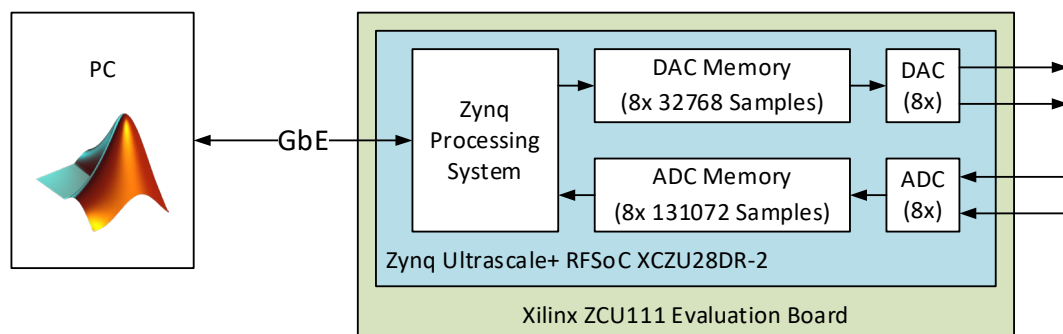 PC
GbE
Zynq
Processing
System
DAC Memory
(8x 32768 Samples)
DAC
(8x)
ADC Memory
(8x 131072 Samples)
ADC
(8x)
Zynq Ultrascale+ RFSoC XCZU28DR-2
Xilinx ZCU111 Evaluation Board